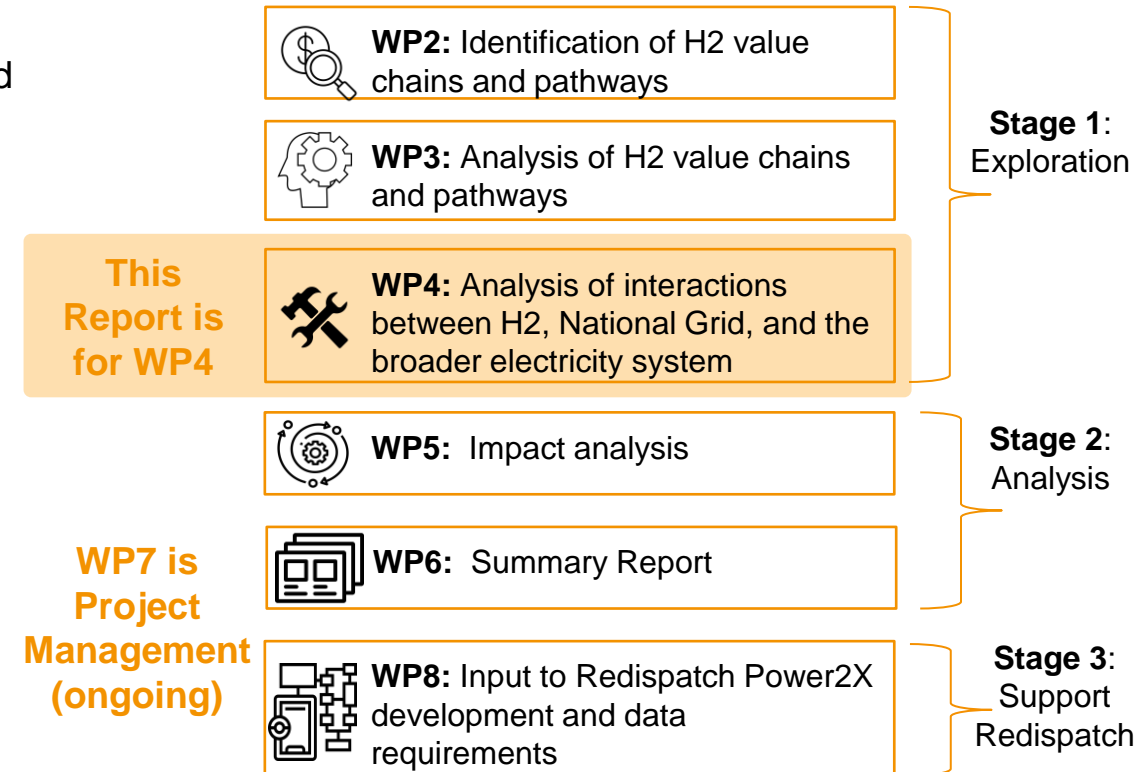 d
WP2: Identification of H2 value
chains and pathways
WP3: Analysis of H2 value chains
and pathways
Stage 1:
Exploration
This
Report is
for WP4
WP4: Analysis of interactions
between H2, National Grid, and the
broader electricity system
WP5: Impact analysis
WP6: Summary Report
Stage 2:
Analysis
WP7 is
Project
Management
(ongoing)
WP8: Input to Redispatch Power2X
development and data
requirements
Stage 3:
Support
Redispatch